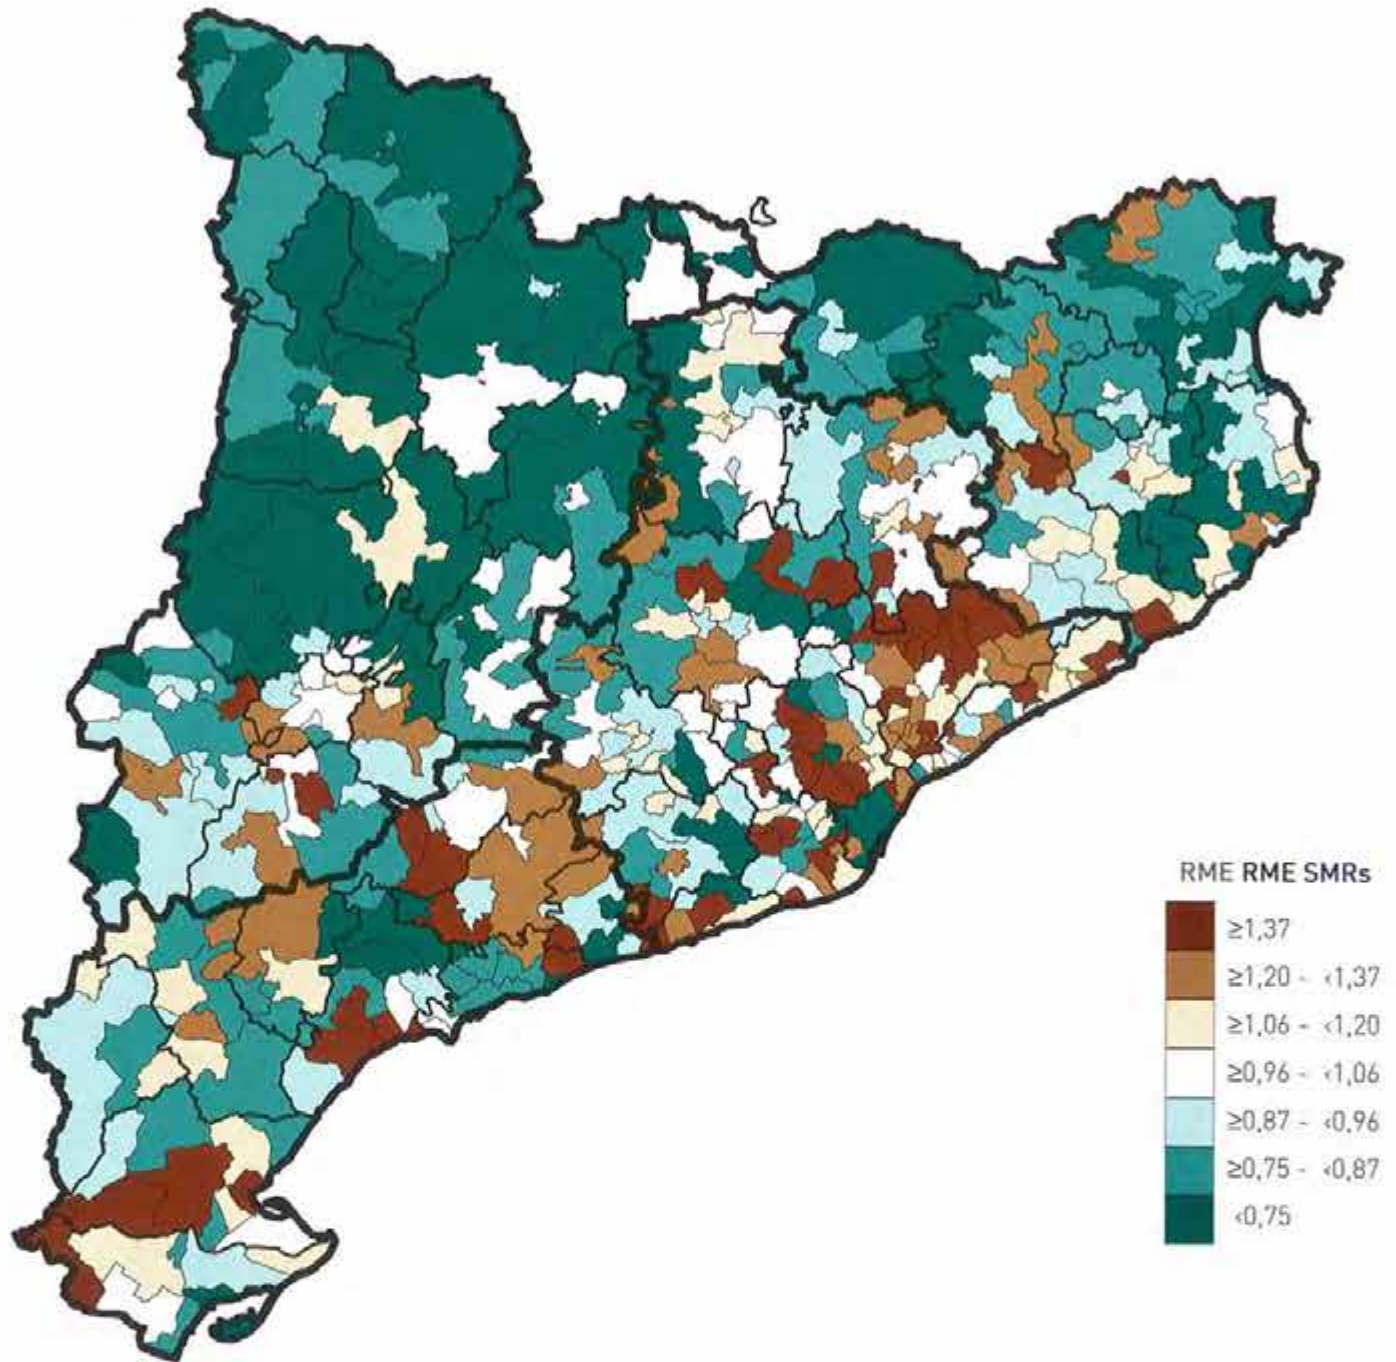 RME RME SMRs
≥1,37
≥1,20 - <1,37
≥1,06 - <1,20
≥0,96 - <1,06
≥0,87 - <0,96
≥0,75 - <0,87
<0,75